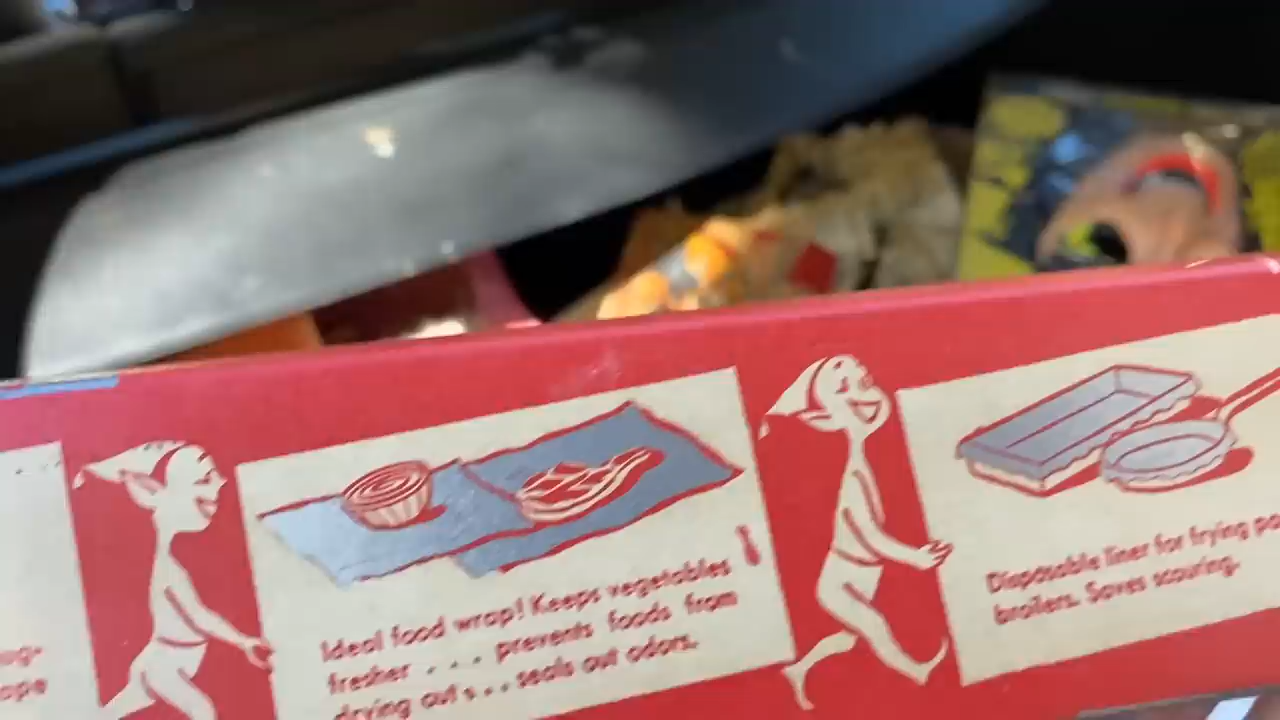 Ideal food wrap! Keeps vegetables
fresher . . . prevents foods from
drying out . . . seals out odors.
Disposable liner for frying
broilers. Saves scouring.